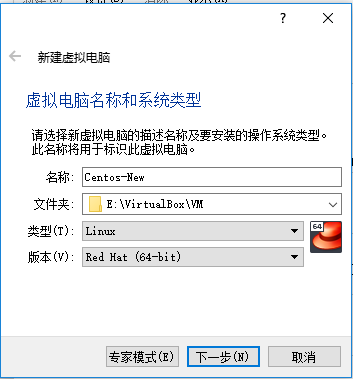 ?
新建虚拟电脑
虚拟电脑名称和系统类型
请选择新虚拟电脑的描述名称及要安装的操作系统类型。
此名称将用于标识此虚拟电脑。
名称: Centos-New
文件夹: E:\VirtualBox\VM
类型(T): Linux
64
版本(V): Red Hat (64-bit)
专家模式(E) 下一步(N) 取消